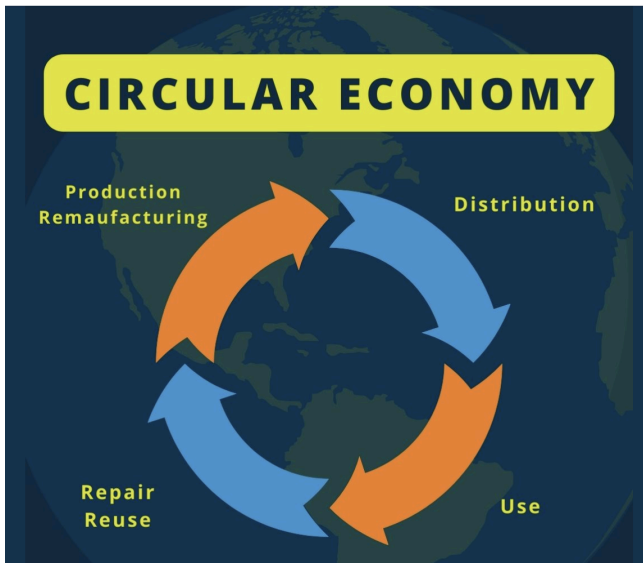 CIRCULAR ECONOMY
Production
Remaufacturing
Distribution
Repair
Reuse
Use